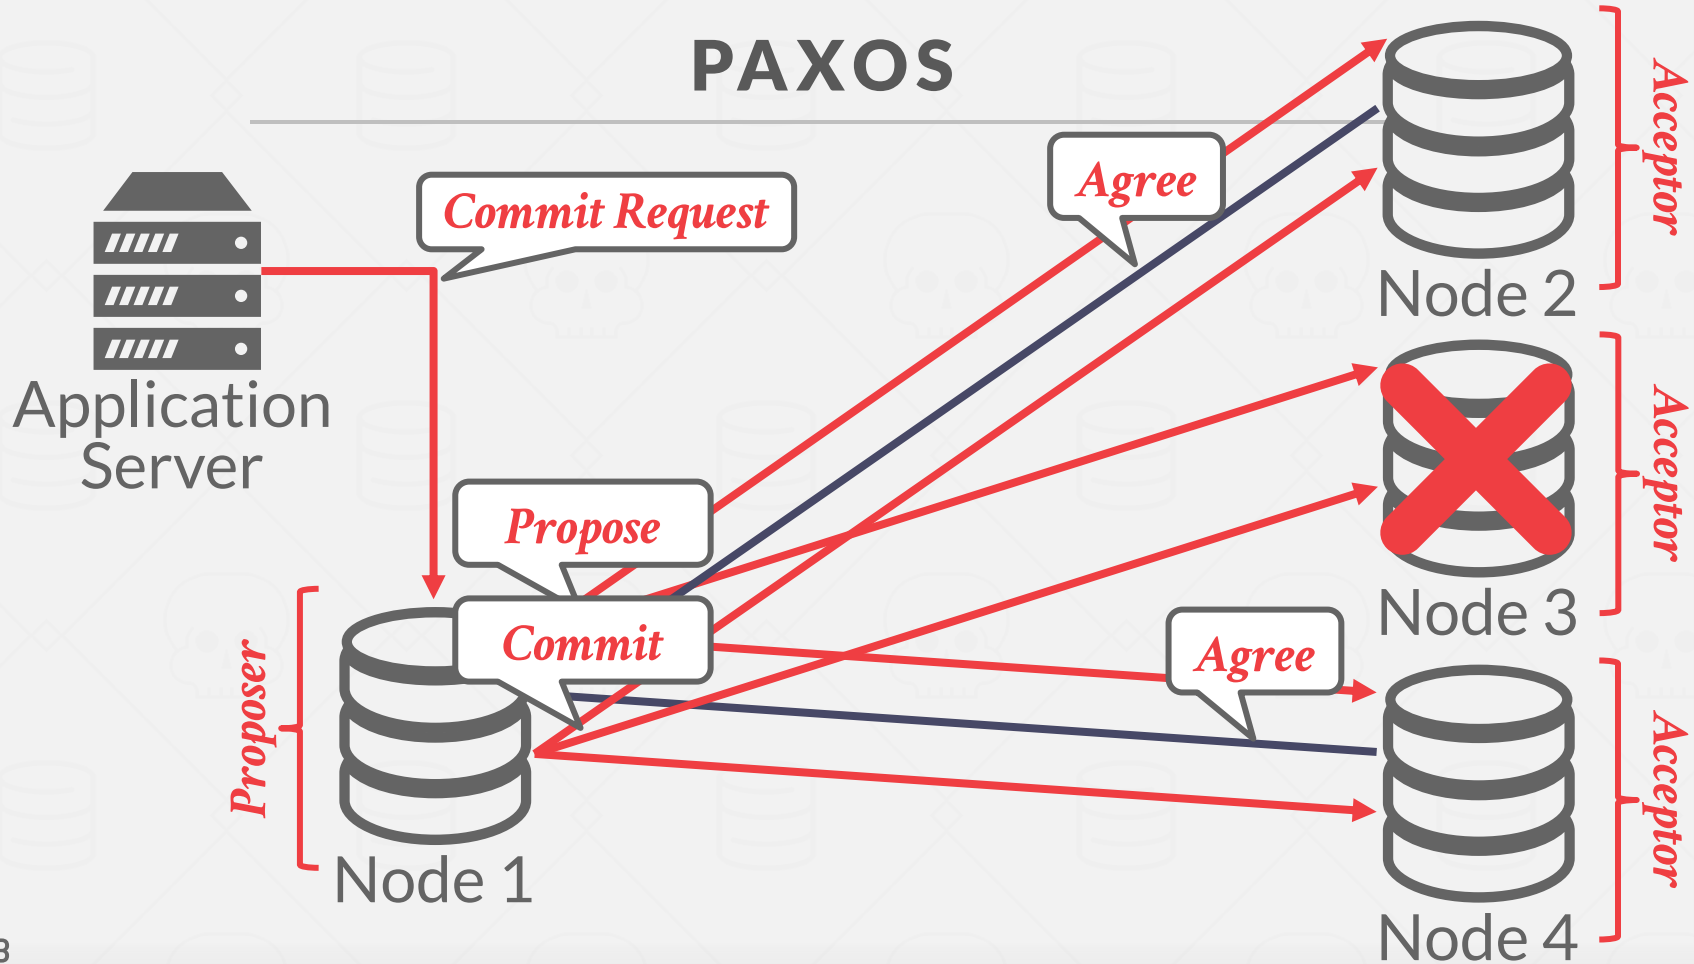 PAXOS
Commit Request
Agree
Acceptor
Node 2
Application
Server
Propose
Acceptor
Node 3
Commit
Agree
Proposer
Node 1
Acceptor
Node 4